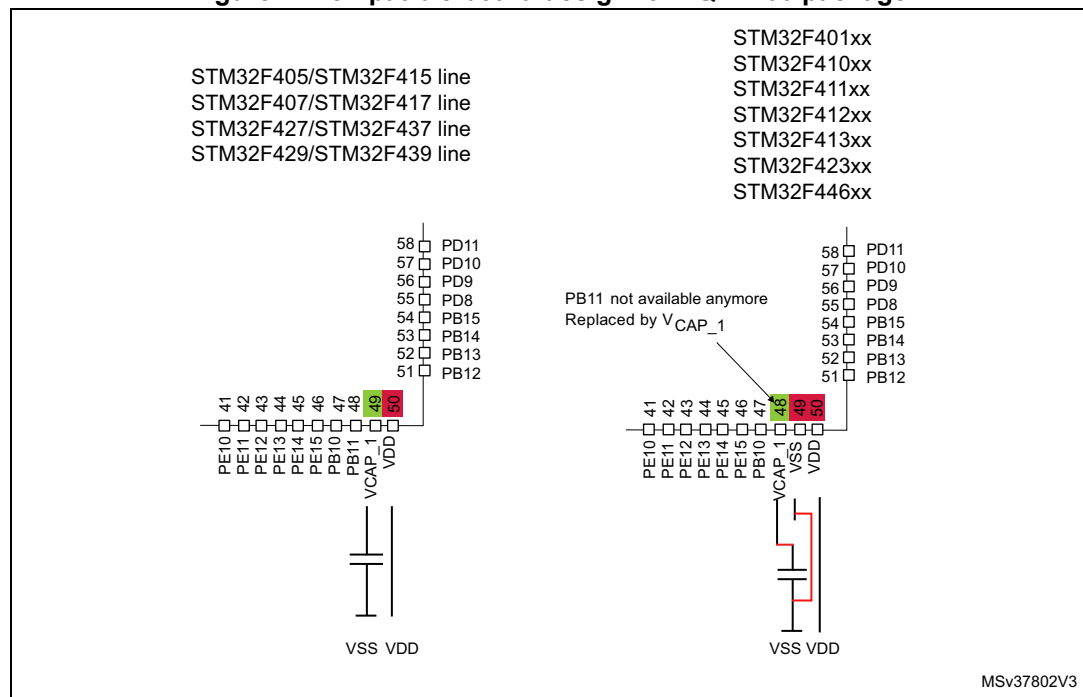 STM32F405/STM32F415 line
STM32F407/STM32F417 line
STM32F427/STM32F437 line
STM32F429/STM32F439 line
58 PD11
57 PD10
56 PD9
55 PD8
54 PB15
53 PB14
52 PB13
51 PB12
41 42 43 44 45 46 47 48 49 50
PE10 PE11 PE12 PE13 PE14 PE15 PB10 PB11 VCAP_1 VDD
VSS VDD
STM32F401xx
STM32F410xx
STM32F411xx
STM32F412xx
STM32F413xx
STM32F423xx
STM32F446xx
58 PD11
57 PD10
56 PD9
55 PD8
54 PB15
53 PB14
52 PB13
51 PB12
PB11 not available anymore
Replaced by VCAP_1
41 42 43 44 45 46 47 48 49 50
PE10 PE11 PE12 PE13 PE14 PE15 PB10 VCAP_1 VSS VDD
VSS VDD
MSv37802V3